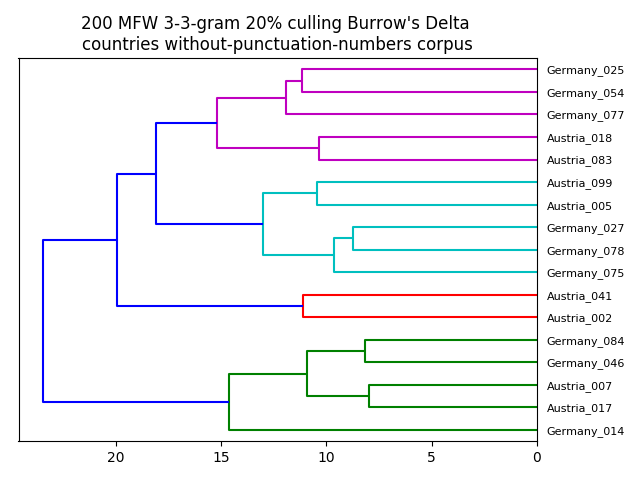 200 MFW 3-3-gram 20% culling Burrow's Delta
countries without-punctuation-numbers corpus
Germany_025
Germany_054
Germany_077
Austria_018
Austria_083
Austria_099
Austria_005
Germany_027
Germany_078
Germany_075
Austria_041
Austria_002
Germany_084
Germany_046
Austria_007
Austria_017
Germany_014
20 15 10 5 0